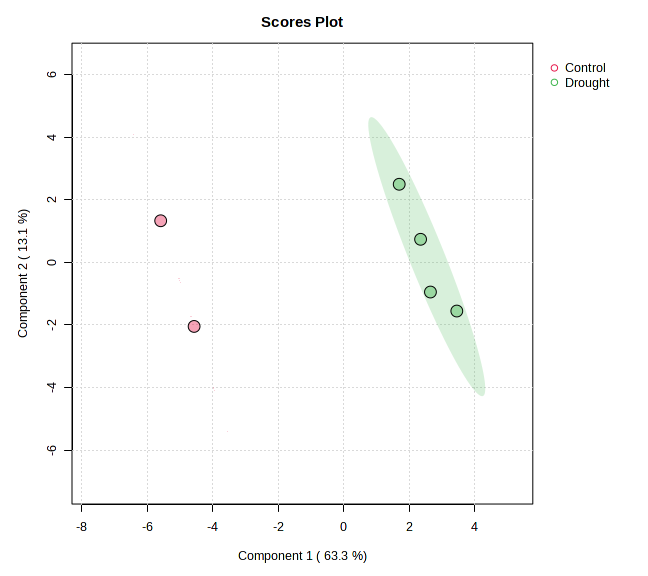 Scores Plot
Control
Drought
6
4
2
0
-2
-4
-6
Component 2 ( 13.1 %)
-8 -6 -4 -2 0 2 4
Component 1 ( 63.3 %)